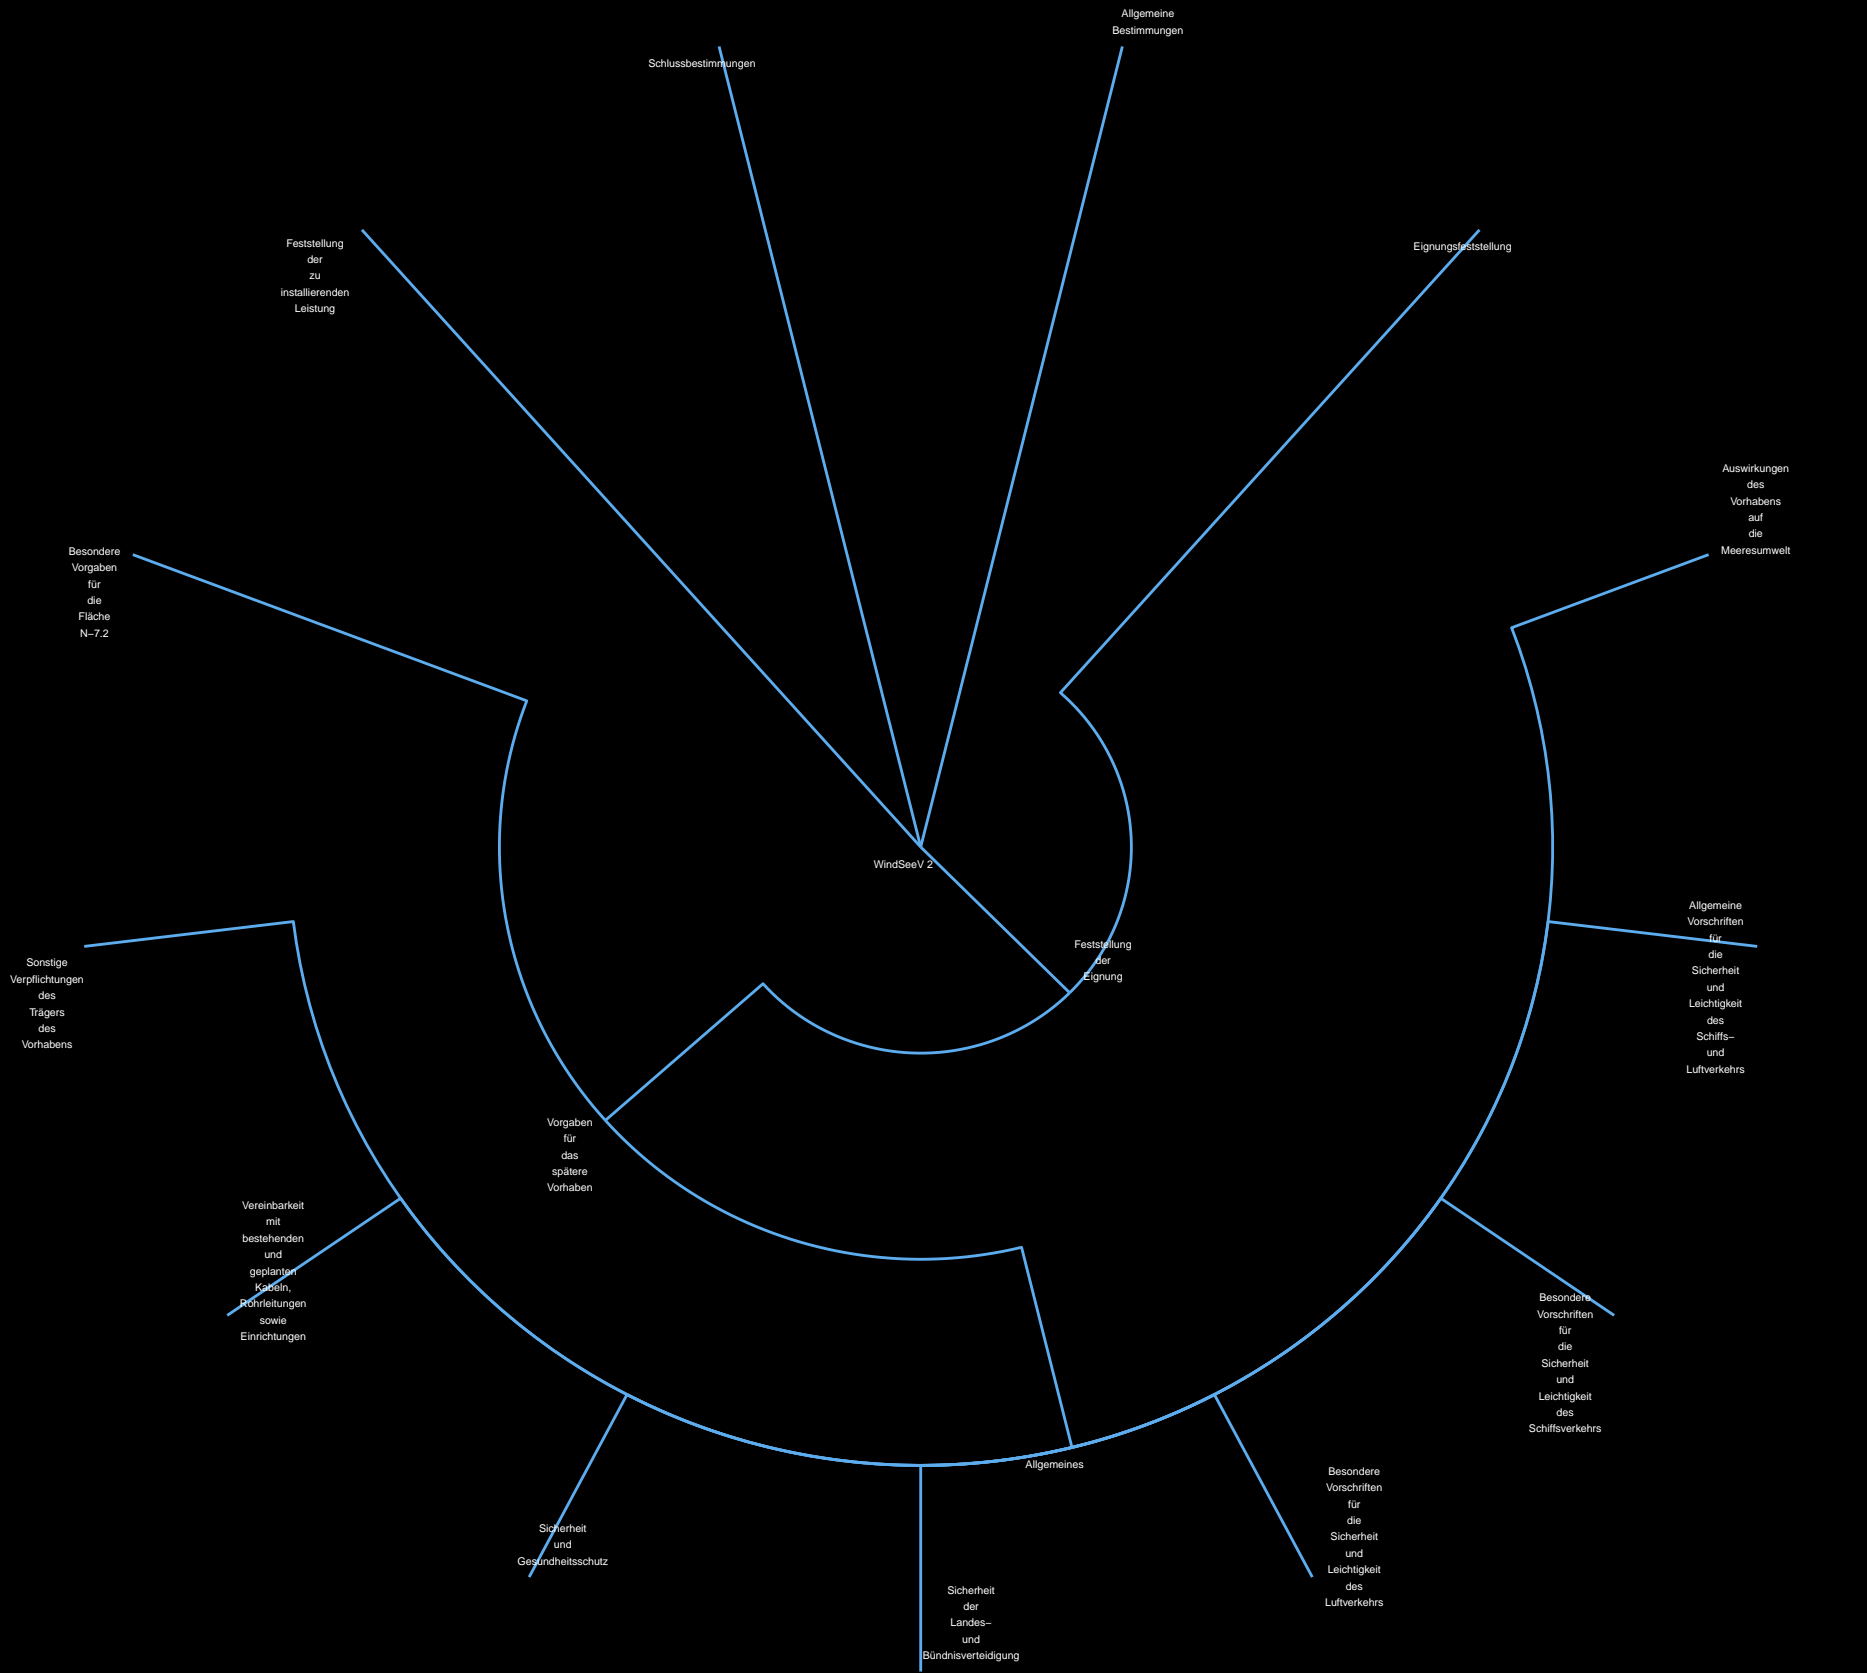 Allgemeine
Bestimmungen
Schlussbestimmungen
Feststellung
der
zu
installierenden
Leistung
Eignungsfeststellung
Auswirkungen
des
Vorhabens
auf
die
Meeresumwelt
Besondere
Vorgaben
für
die
Fläche
N–7.2
WindSeeV 2
Allgemeine
Vorschriften
für
die
Sicherheit
und
Leichtigkeit
des
Schiffs–
und
Luftverkehrs
Feststellung
der
Eignung
Sonstige
Verpflichtungen
des
Trägers
des
Vorhabens
Vorgaben
für
das
spätere
Vorhaben
Vereinbarkeit
mit
bestehenden
und
geplanten
Kabeln,
Rohrleitungen
sowie
Einrichtungen
Besondere
Vorschriften
für
die
Sicherheit
und
Leichtigkeit
des
Schiffsverkehrs
Allgemeines
Besondere
Vorschriften
für
die
Sicherheit
und
Leichtigkeit
des
Luftverkehrs
Sicherheit
und
Gesundheitsschutz
Sicherheit
der
Landes–
und
Bündnisverteidigung